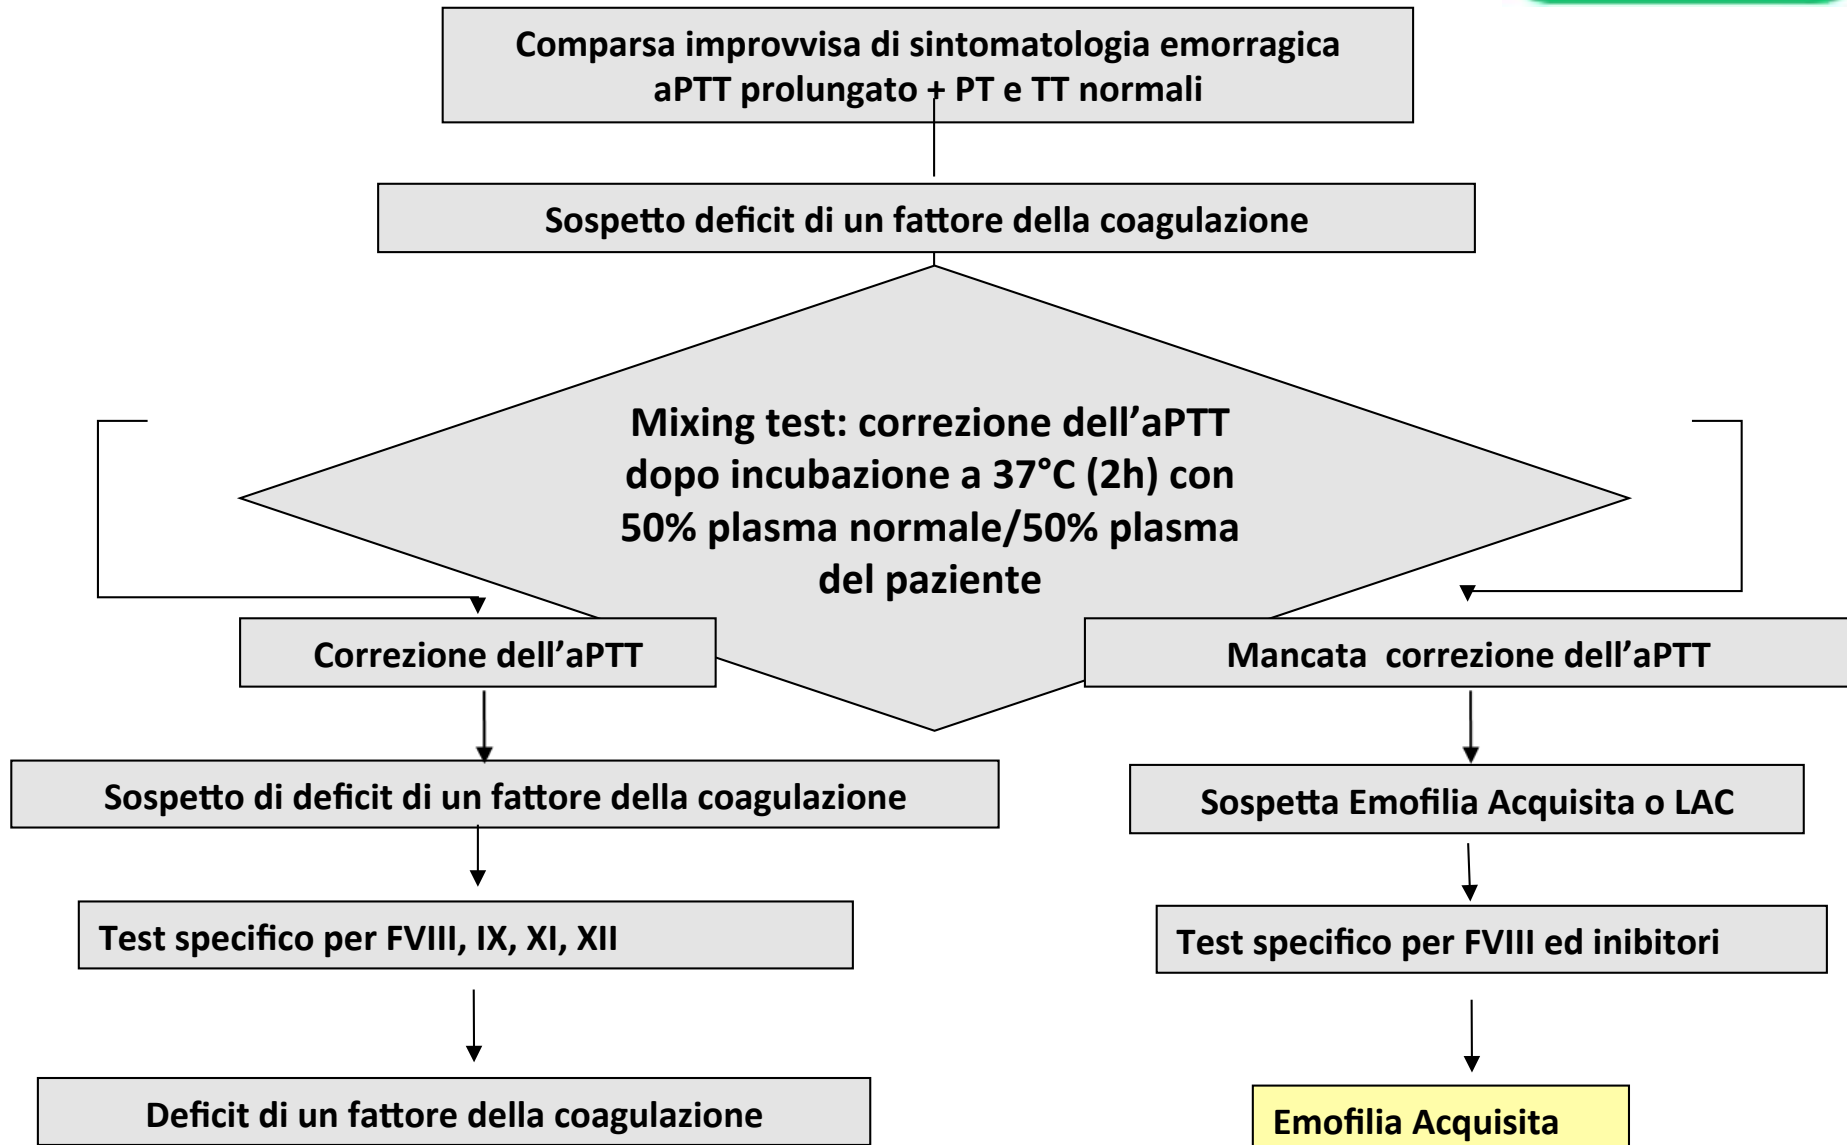 Comparsa improvvisa di sintomatologia emorragica
aPTT prolungato + PT e TT normali
Sospetto deficit di un fattore della coagulazione
Mixing test: correzione dell’aPTT
dopo incubazione a 37°C (2h) con
50% plasma normale/50% plasma
del paziente
Correzione dell’aPTT
Mancata  correzione dell’aPTT
Sospetto di deficit di un fattore della coagulazione
Sospetta Emofilia Acquisita o LAC
Test specifico per FVIII, IX, XI, XII
Test specifico per FVIII ed inibitori
Deficit di un fattore della coagulazione
Emofilia Acquisita